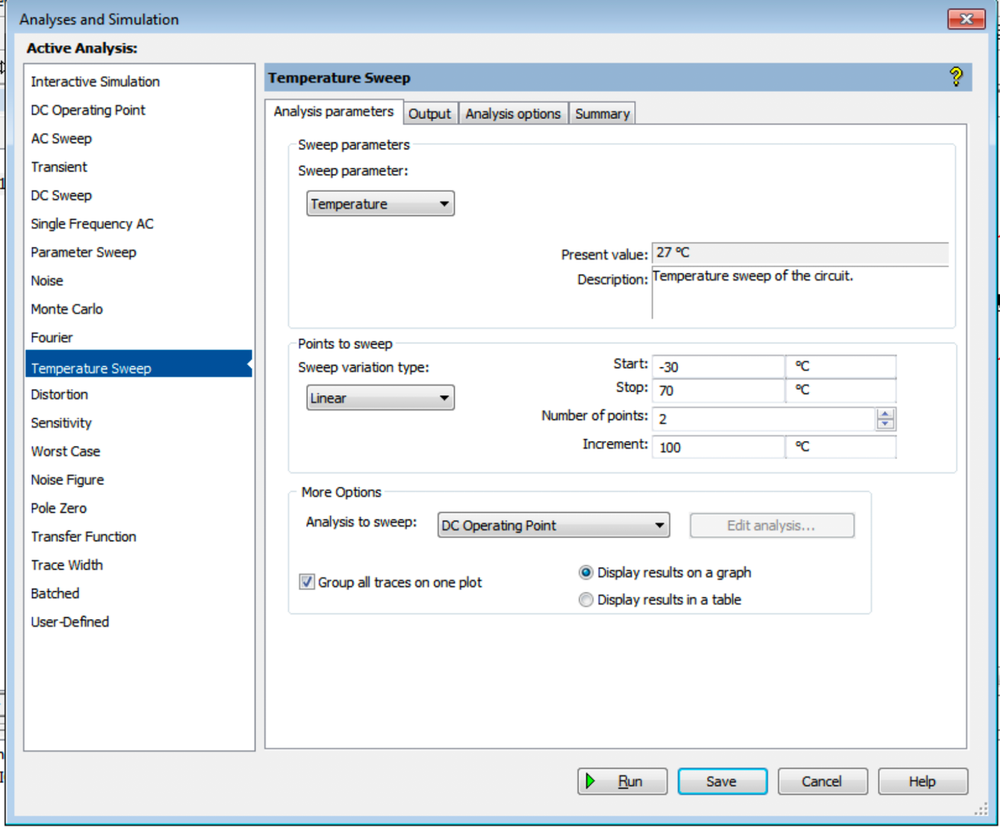 Analyses and Simulation
Active Analysis:
Interactive Simulation
DC Operating Point
AC Sweep
Transient
DC Sweep
Single Frequency AC
Parameter Sweep
Noise
Monte Carlo
Fourier
Temperature Sweep
Distortion
Sensitivity
Worst Case
Noise Figure
Pole Zero
Transfer Function
Trace Width
Batched
User-Defined
Temperature Sweep
Analysis parameters Output Analysis options Summary
Sweep parameters
Sweep parameter:
Temperature
Present value: 27 °C
Description: Temperature sweep of the circuit.
Points to sweep
Sweep variation type:
Linear
Start: -30 °C
Stop: 70 °C
Number of points: 2
Increment: 100 °C
More Options
Analysis to sweep: DC Operating Point Edit analysis...
Group all traces on one plot
Display results on a graph
Display results in a table
Run Save Cancel Help